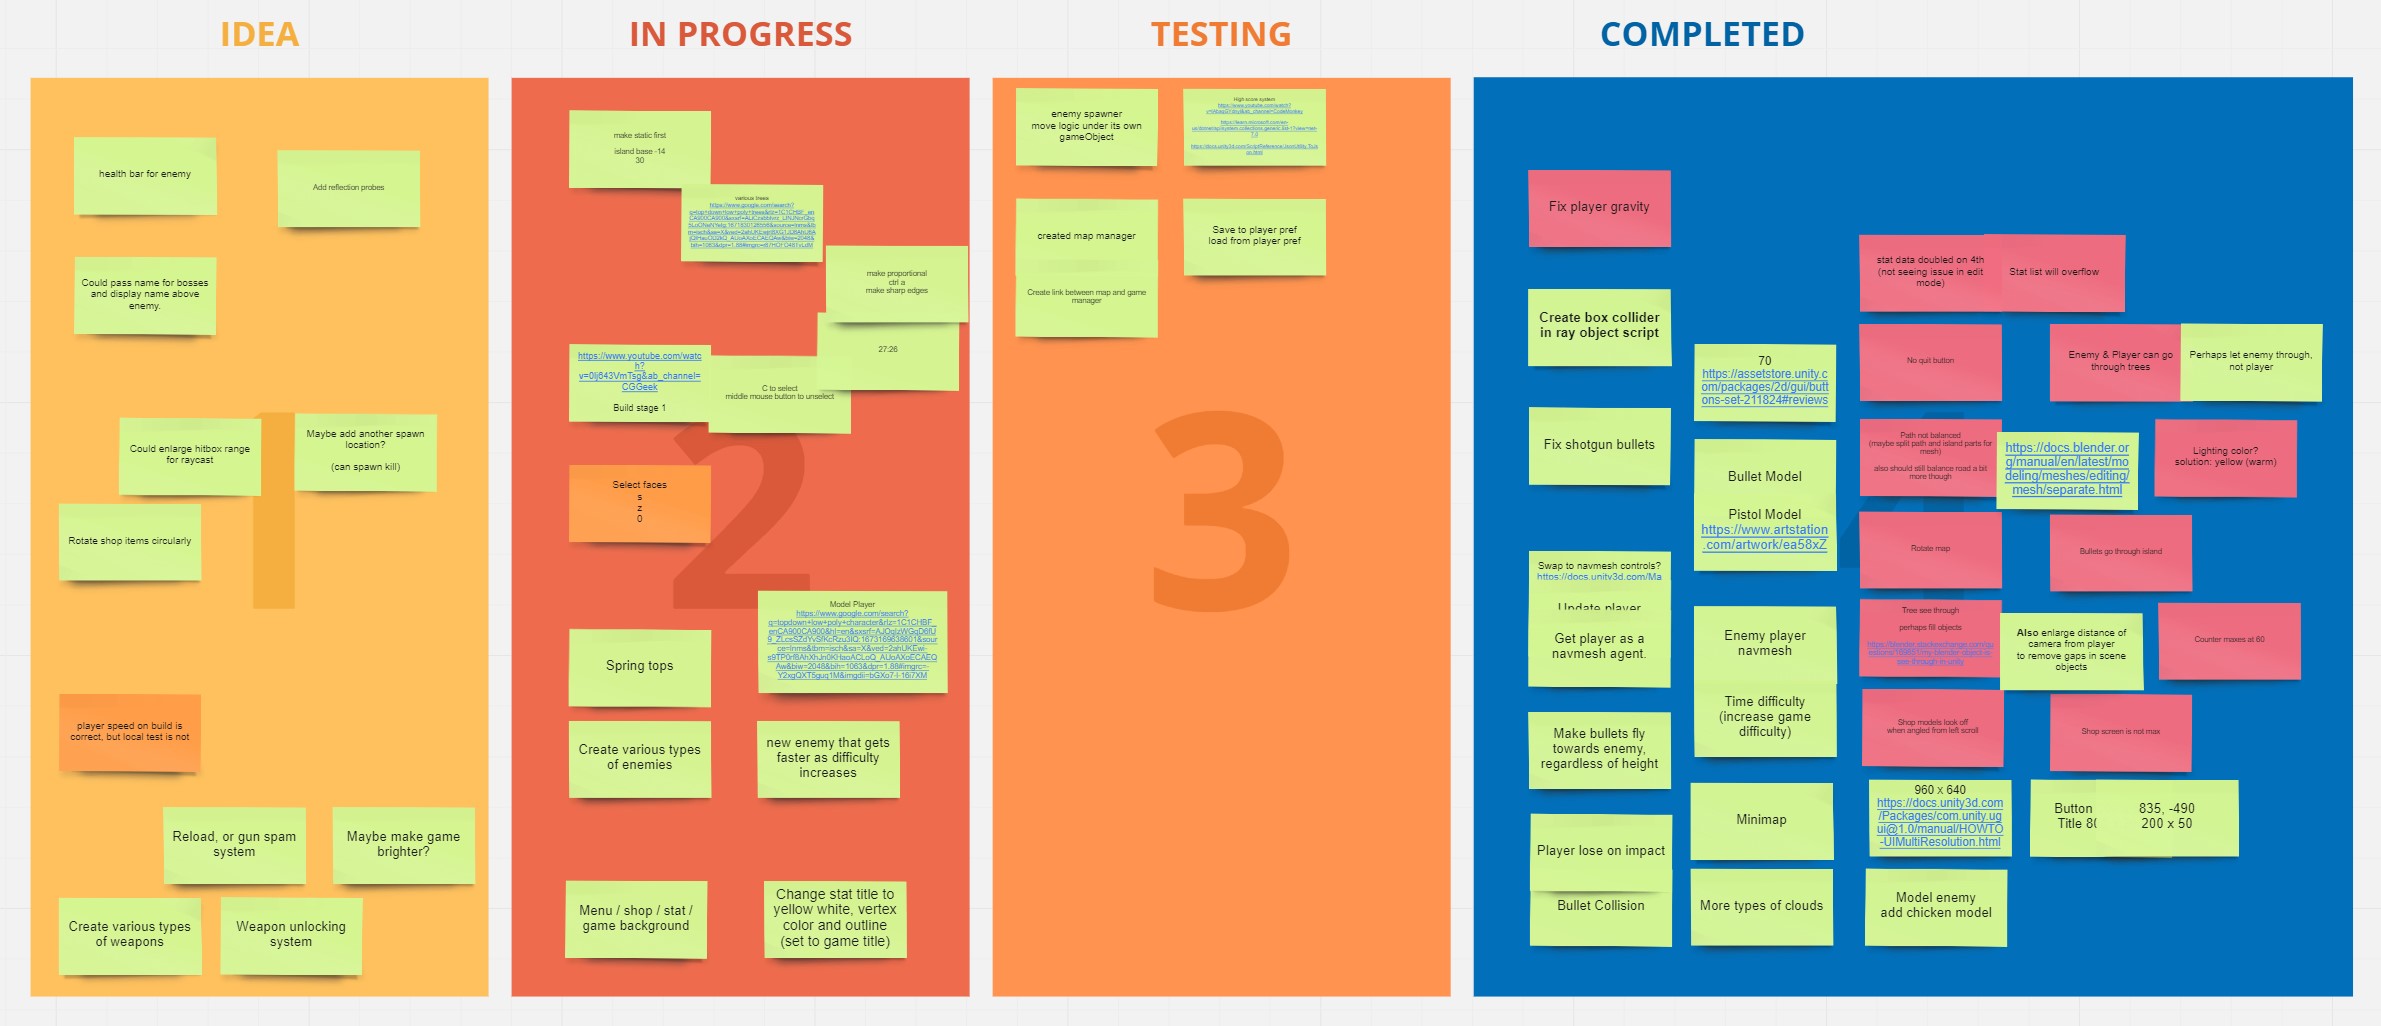 IDEA
IN PROGRESS
TESTING
COMPLETED
health bar for enemy
Add reflection probes
Could pass name for bosses
and display name above
enemy.
1
Could enlarge hitbox range
for raycast
Maybe add another spawn
location?
(can spawn kill)
Rotate shop items circularly
player speed on build is
correct, but local test is not
Reload, or gun spam
system
Maybe make game
brighter?
Create various types
of weapons
Weapon unlocking
system
make static first
island base -14
30
various trees
make proportional
ctrl a
make sharp edges
27:26
https://www.youtube.com/watc
h?
v=0lj643VmTsg&ab_channel=
CGGeek
Build stage 1
C to select
middle mouse button to unselect
2
Select faces
s
z
0
Model Player
https://www.google.com/search?
Spring tops
Create various types
of enemies
new enemy that gets
faster as difficulty
increases
Menu / shop / stat /
game background
Change stat title to
yellow white, vertex
color and outline
(set to game title)
enemy spawner
move logic under its own
gameObject
High score system
created map manager
Save to player pref
load from player pref
Create link between map and game
manager
3
Fix player gravity
Create box collider
in ray object script
Fix shotgun bullets
Swap to navmesh controls?
https://docs.unity3d.com/Ma
Update player
Get player as a
navmesh agent.
Make bullets fly
towards enemy,
regardless of height
Player lose on impact
Bullet Collision
70
https://assetstore.unity.c
om/packages/2d/gui/butt
ons-set-211824#reviews
Bullet Model
Pistol Model
https://www.artstation
.com/artwork/ea58xZ
Enemy player
navmesh
Time difficulty
(increase game
difficulty)
Minimap
More types of clouds
stat data doubled on 4th
(not seeing issue in edit
mode)
Stat list will overflow
No quit button
Enemy & Player can go
through trees
Perhaps let enemy through,
not player
Path not balanced
(maybe split path and island parts for
mesh)
also should still balance road a bit
more though
https://docs.blender.or
g/manual/en/latest/mo
deling/meshes/editing/
mesh/separate.html
Lighting color?
solution: yellow (warm)
4
Rotate map
Bullets go through island
Tree see through
perhaps fill objects
Also enlarge distance of
camera from player
to remove gaps in scene
objects
Counter maxes at 60
Shop models look off
when angled from left scroll
Shop screen is not max
960 x 640
https://docs.unity3d.com
/Packages/com.unity.ug
ui@1.0/manual/HOWTO
-UIMultiResolution.html
Button
Title 80
835, -490
200 x 50
Model enemy
add chicken model